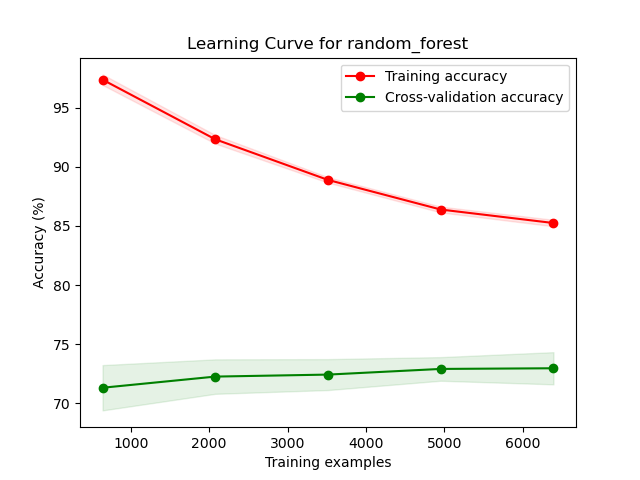 Learning Curve for random_forest
Training accuracy
Cross-validation accuracy
Accuracy (%)
95
90
85
80
75
70
1000 2000 3000 4000 5000 6000
Training examples